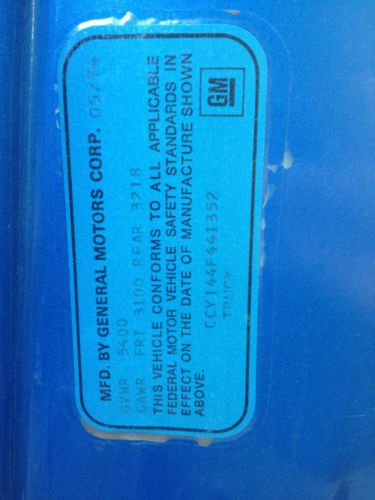 MFD. BY GENERAL MOTORS CORP. 05/74
GVWR 5400
GAWR FRT 3100 REAR 3218
THIS VEHICLE CONFORMS TO ALL APPLICABLE
FEDERAL MOTOR VEHICLE SAFETY STANDARDS IN
EFFECT ON THE DATE OF MANUFACTURE SHOWN
ABOVE.
CCY144F441352
TRUCK
GM